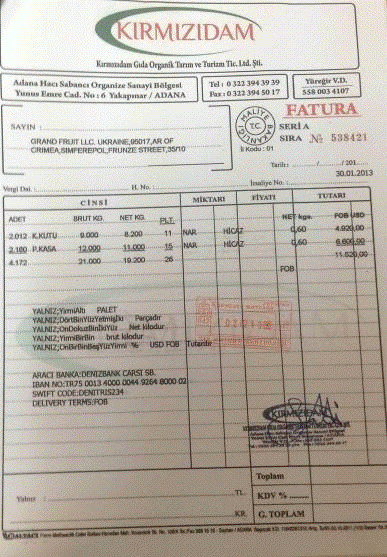 KIRMIZIDAM
Kırmızıdam Gıda Organik Tarım ve Turizm Tic. Ltd. Şti.
Adana Hacı Sabancı Organize Sanayi Bölgesi
Yunus Emre Cad. No : 6 Yakapınar / ADANA
Tel : 0 322 394 39 39
Fax : 0 322 394 50 17
Yüreğir V.D.
558 003 4107
SAYIN :
GRAND FRUIT LLC. UKRAINE,95017,AR OF
CRIMEA,SIMFEREPOL,FRUNZE STREET,35/10
MALİYE BAKANLIĞI
T.C.
İl Kodu : 01
FATURA
SERİ A
SIRA № 538421
Tarih : / / 201
30.01.2013
Vergi Dai. : H. No. : İrsaliye No. :
CİNSİ MİKTARI FİYATI TUTARI
ADET BRUT KG. NET KG. PLT. NET kgs. FOB USD
2.012 K.KUTU 9.000 8.200 11 NAR HİCAZ 0,60 4.920,00
2.160 P.KASA 12.000 11.000 15 NAR HİCAZ 0,60 6.600,00
4.172 21.000 19.200 26 11.520,00
FOB
YALNIZ;YirmiAltı PALET
YALNIZ;DörtBinYüzYetmişİki Parçadır
YALNIZ;OnDokuzBinİkiYüz Net kilodur
YALNIZ;YirmiBirBin brut kilodur
YALNIZ;OnBirBinBeşYüzYirmi % USD FOB Tutarıdır
ARACI BANKA:DENIZBANK CARSI SB.
IBAN NO:TR75 0013 4000 0044 9264 8000 02
SWIFT CODE:DENITRIS234
DELIVERY TERMS:FOB
KIRMIZIDAM
Yalnız : TL.
KR.
Toplam
KDV %
G. TOPLAM